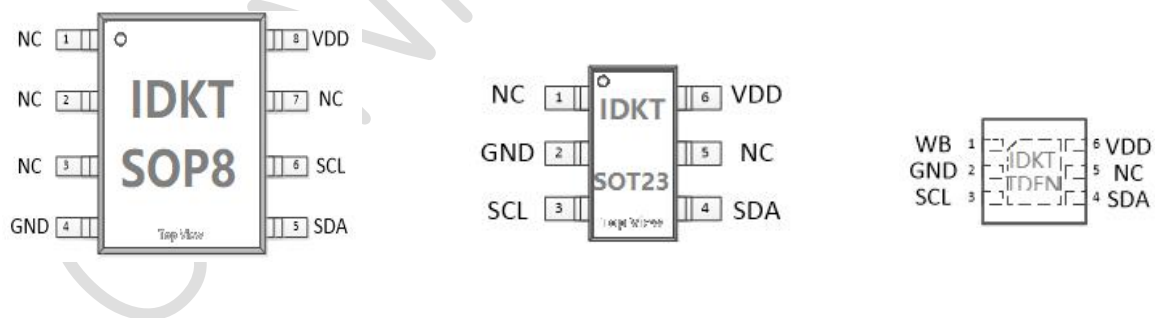 NC 1 8 VDD
NC 2 7 NC
NC 3 6 SCL
GND 4 5 SDA
IDKT
SOP8
Top View
NC 1 6 VDD
GND 2 5 NC
SCL 3 4 SDA
IDKT
SOT23
Top View
WB 1 6 VDD
GND 2 5 NC
SCL 3 4 SDA
IDKT
TDFN